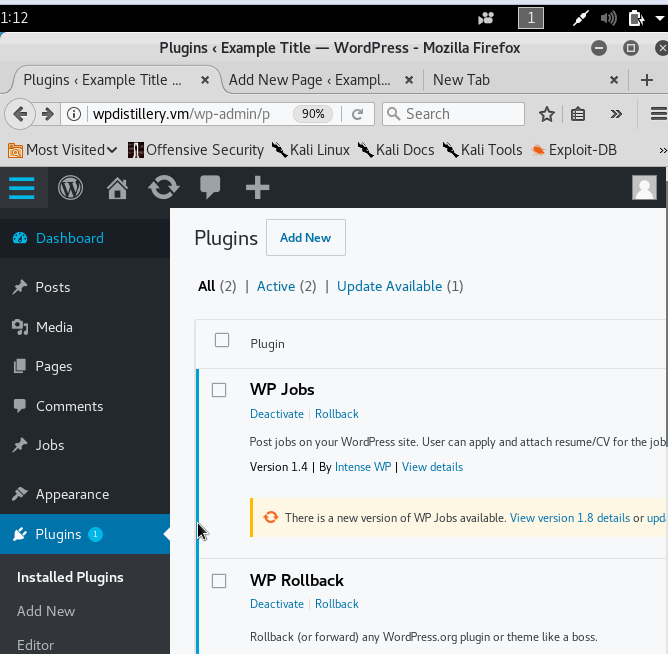 1:12
1
Plugins ‹ Example Title — WordPress - Mozilla Firefox
Plugins ‹ Example Title ...
Add New Page ‹ Exampl...
New Tab
wpdistillery.vm/wp-admin/p
90%
Search
Most Visited
Offensive Security
Kali Linux
Kali Docs
Kali Tools
Exploit-DB
Dashboard
Posts
Media
Pages
Comments
Jobs
Appearance
Plugins 1
Installed Plugins
Add New
Editor
Plugins
Add New
All (2) | Active (2) | Update Available (1)
Plugin
WP Jobs
Deactivate | Rollback
Post jobs on your WordPress site. User can apply and attach resume/CV for the job
Version 1.4 | By Intense WP | View details
There is a new version of WP Jobs available. View version 1.8 details or upd
WP Rollback
Deactivate | Rollback
Rollback (or forward) any WordPress.org plugin or theme like a boss.